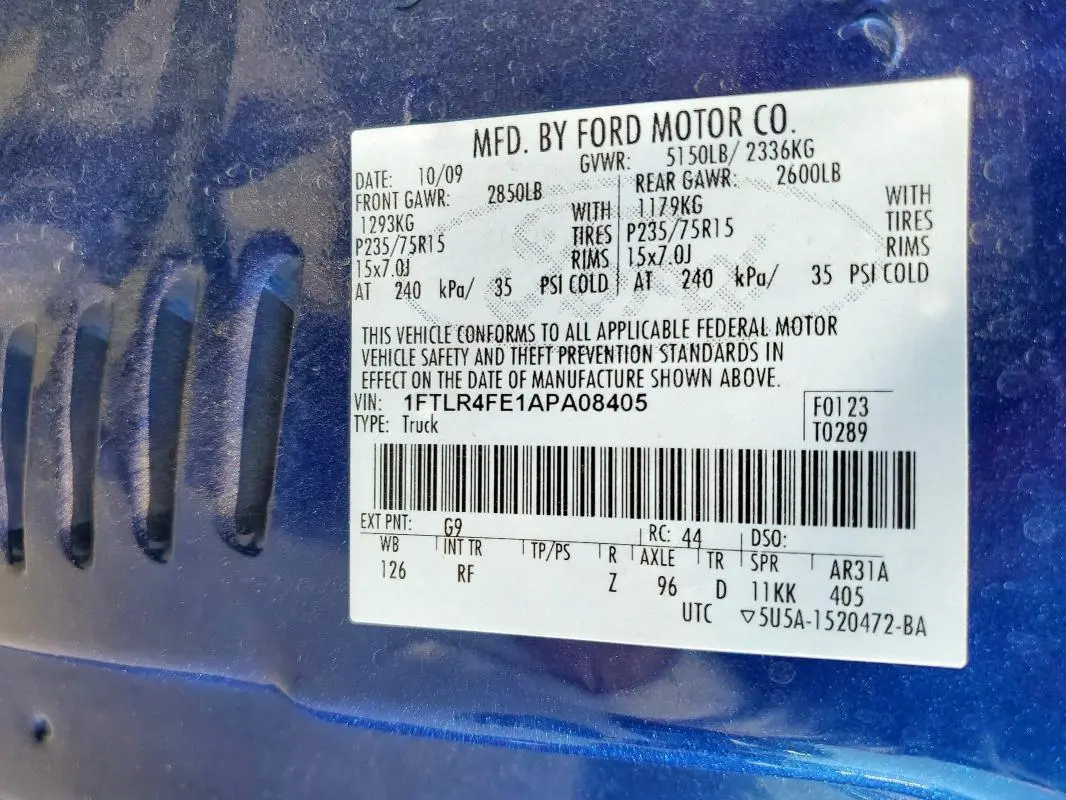 MFD. BY FORD MOTOR CO.
DATE: 10/09 GVWR: 5150LB/ 2336KG
FRONT GAWR: 2850LB REAR GAWR: 2600LB
1293KG WITH 1179KG WITH
P235/75R15 TIRES P235/75R15 TIRES
15x7.0J RIMS 15x7.0J RIMS
AT 240 kPa/ 35 PSI COLD AT 240 kPa/ 35 PSI COLD
THIS VEHICLE CONFORMS TO ALL APPLICABLE FEDERAL MOTOR
VEHICLE SAFETY AND THEFT PREVENTION STANDARDS IN
EFFECT ON THE DATE OF MANUFACTURE SHOWN ABOVE.
VIN: 1FTLR4FE1APA08405 F0123
TYPE: Truck T0289
EXT PNT: G9 RC: 44 DSO:
WB INT TR TP/PS R AXLE TR SPR AR31A
126 RF Z 96 D 11KK 405
UTC ▽5U5A-1520472-BA